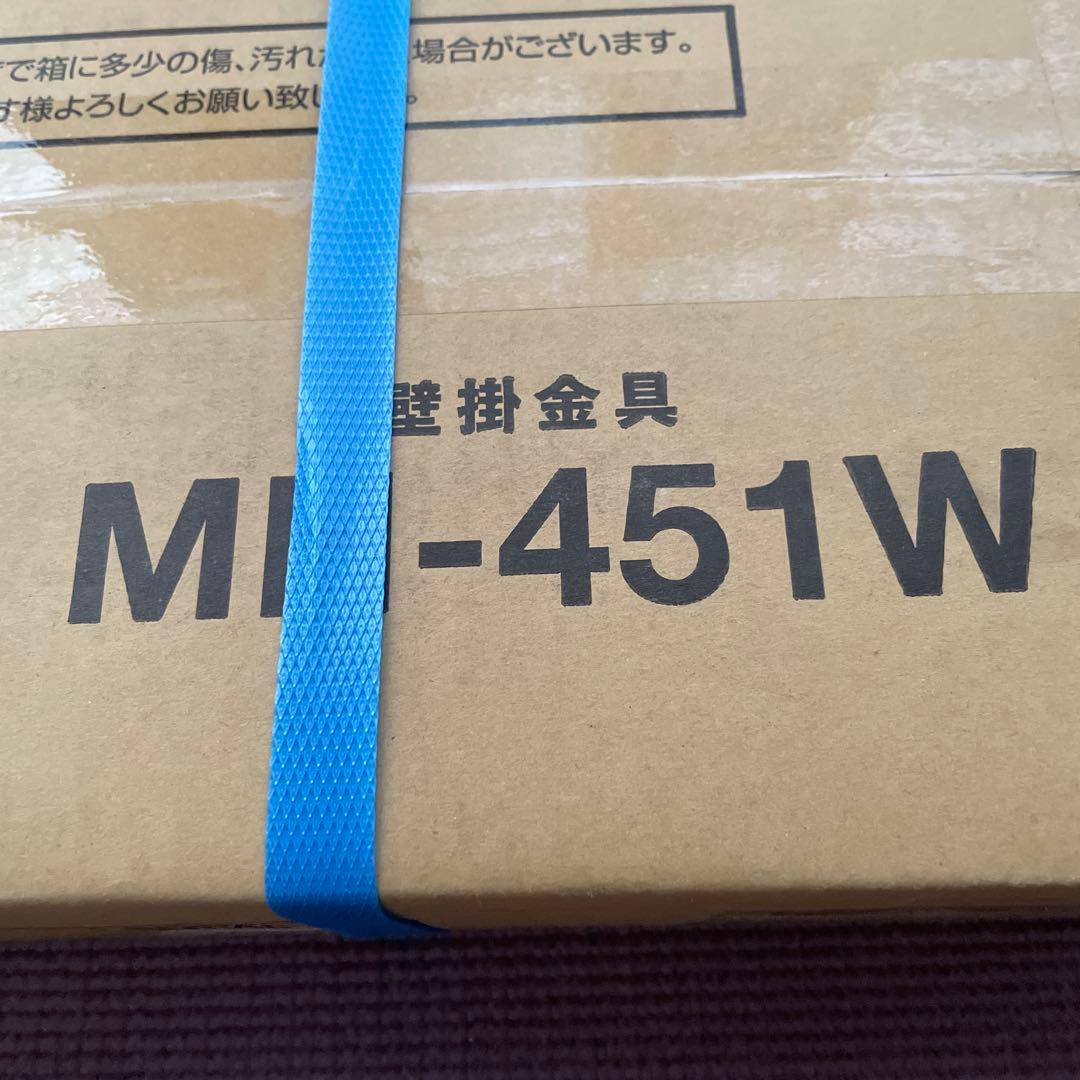 で箱に多少の傷、汚れ 場合がございます。
す様よろしくお願い致し 。
壁掛金具
M -451W